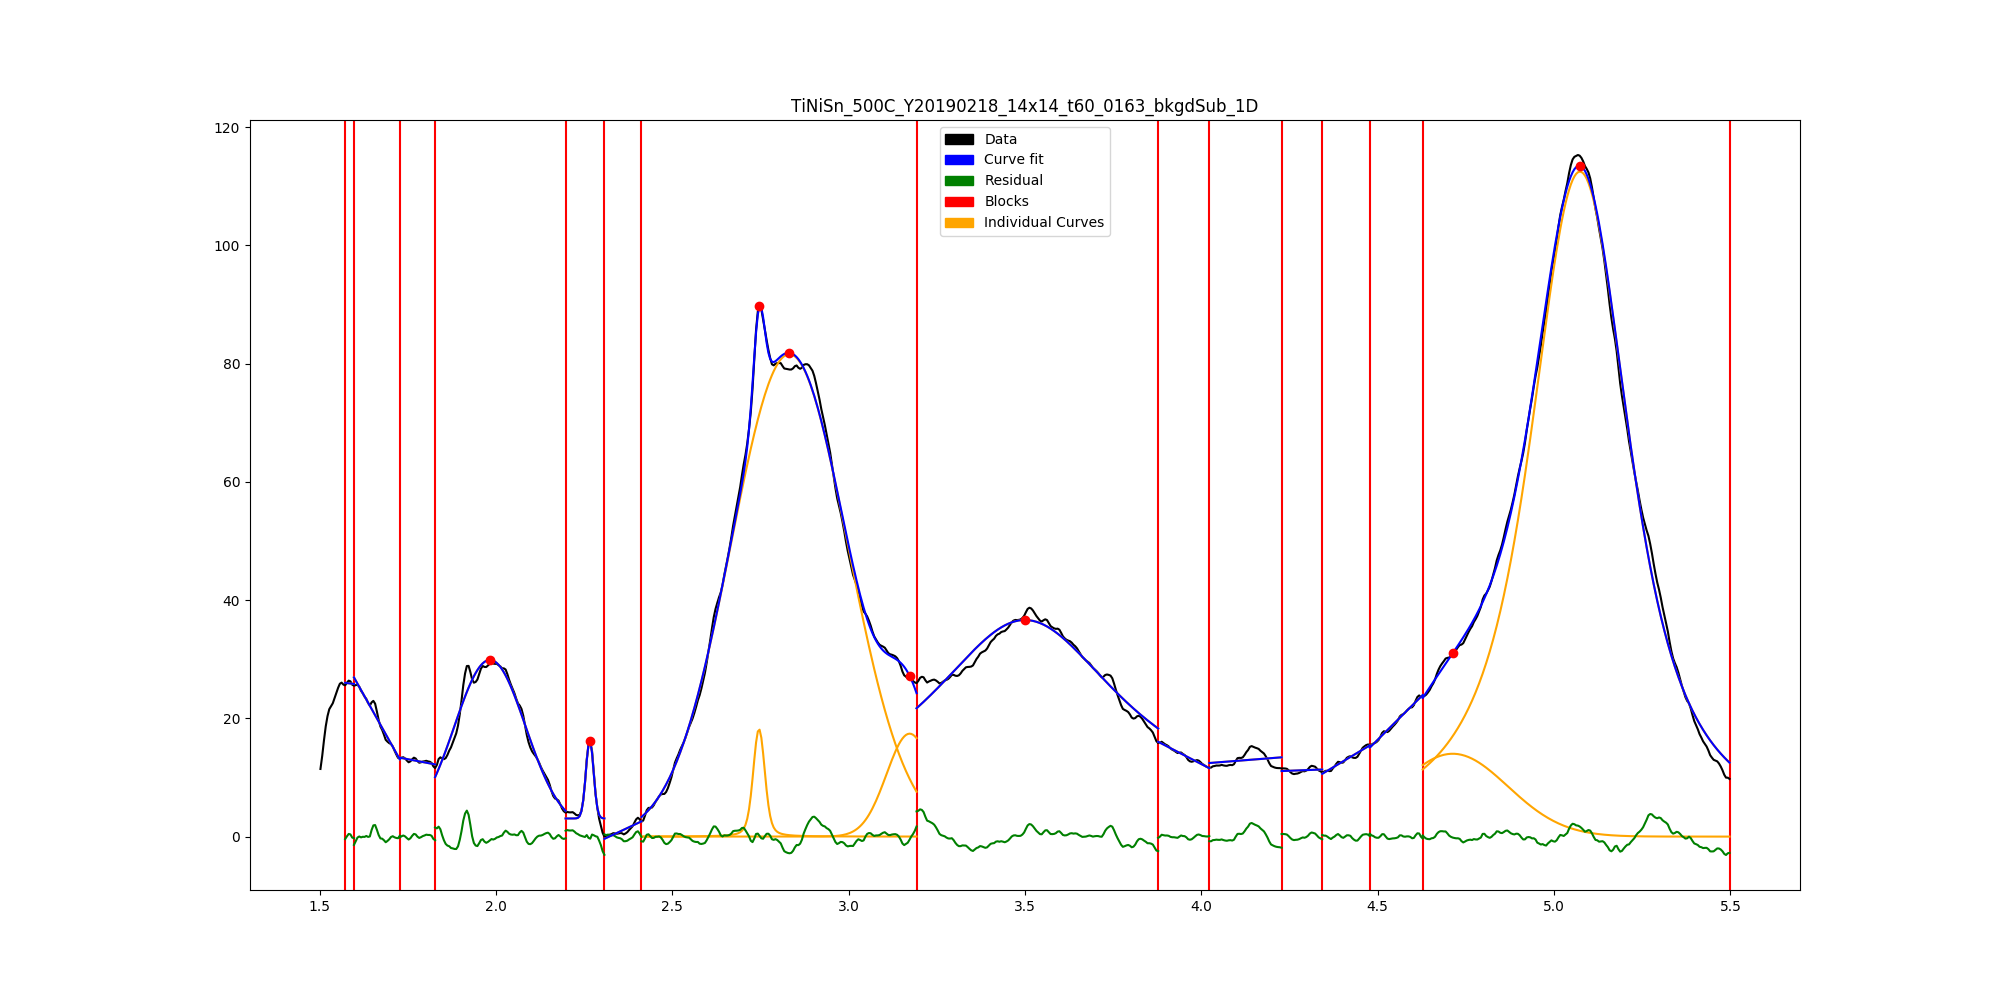 TiNiSn_500C_Y20190218_14x14_t60_0163_bkgdSub_1D
Data
Curve fit
Residual
Blocks
Individual Curves
120
100
80
60
40
20
0
1.5 2.0 2.5 3.0 3.5 4.0 4.5 5.0 5.5